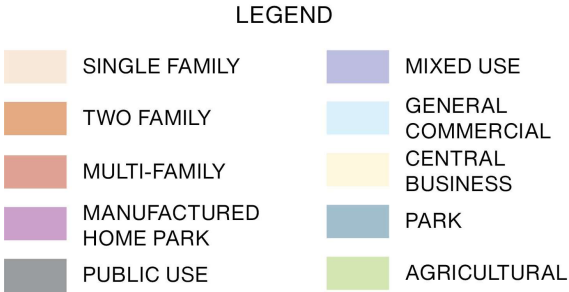 LEGEND
SINGLE FAMILY
TWO FAMILY
MULTI-FAMILY
MANUFACTURED
HOME PARK
PUBLIC USE
MIXED USE
GENERAL
COMMERCIAL
CENTRAL
BUSINESS
PARK
AGRICULTURAL